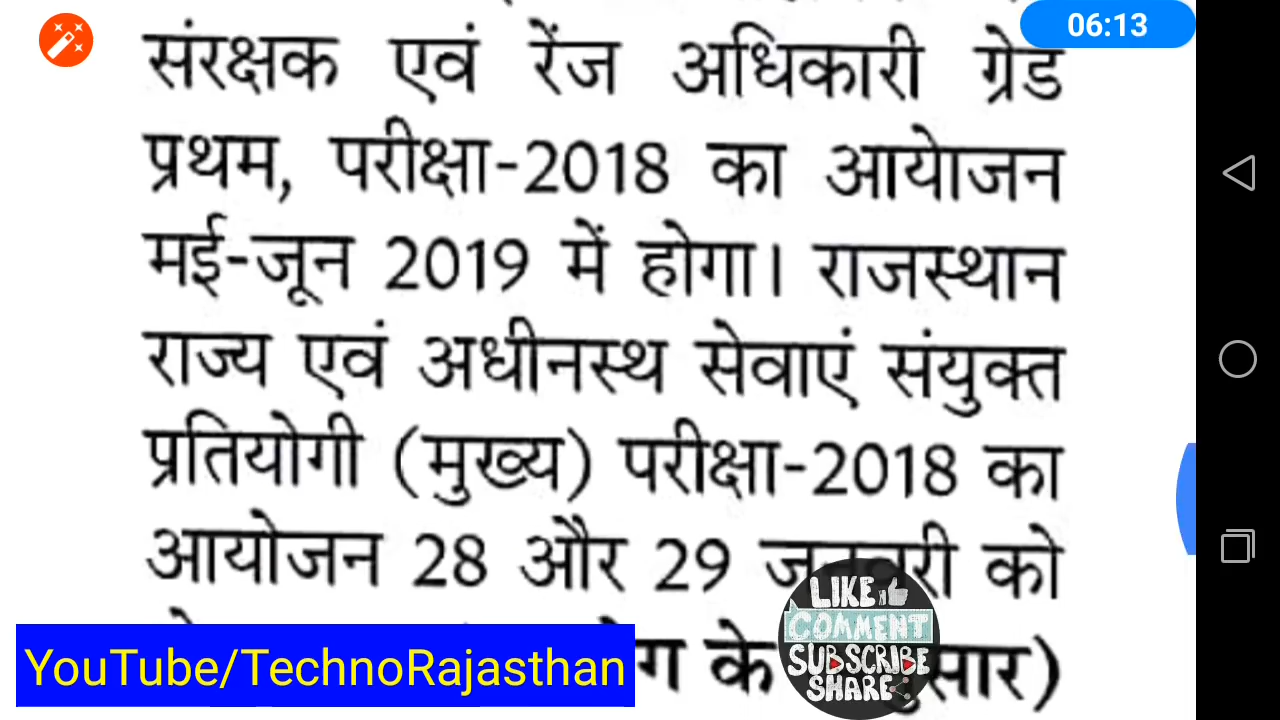 06:13
संरक्षक एवं रेंज अधिकारी ग्रेड
प्रथम, परीक्षा-2018 का आयेाजन
मई-जून 2019 में होगा। राजस्थान
राज्य एवं अधीनस्थ सेवाएं संयुक्त
प्रतियोगी (मुख्य) परीक्षा-2018 का
आयोजन 28 और 29 जनवरी को
के
LIKE
COMMENT
SUBSCRIBE
SHARE
YouTube/TechnoRajasthan